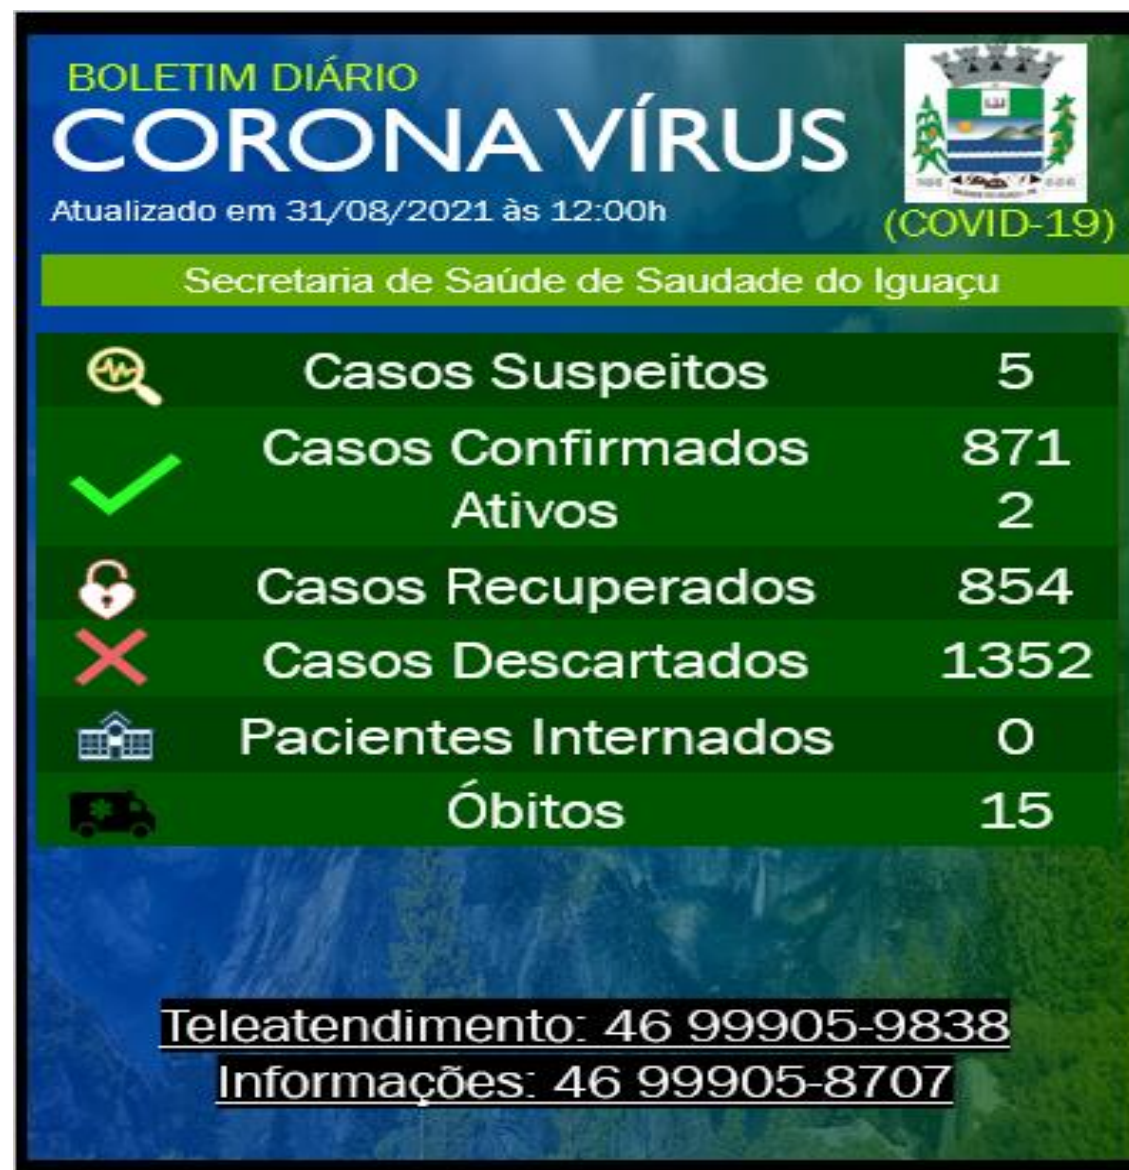 BOLETIM DIÁRIO
CORONA VÍRUS
Atualizado em 31/08/2021 às 12:00h
(COVID-19)
Secretaria de Saúde de Saudade do Iguaçu
Casos Suspeitos 5
Casos Confirmados 871
Ativos 2
Casos Recuperados 854
Casos Descartados 1352
Pacientes Internados 0
Óbitos 15
Teleatendimento: 46 99905-9838
Informações: 46 99905-8707